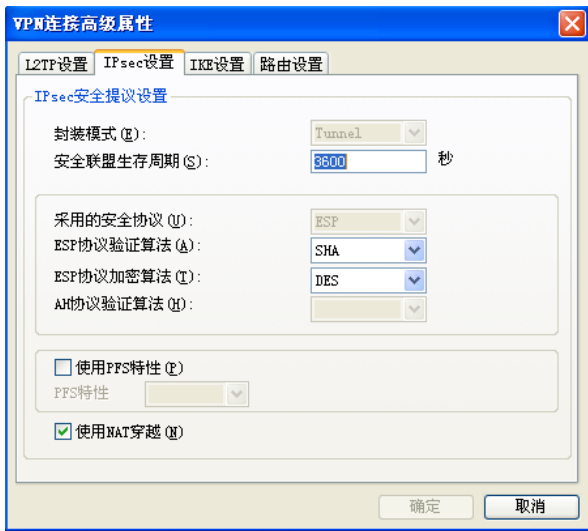 VPN连接高级属性
L2TP设置 IPsec设置 IKE设置 路由设置
IPsec安全提议设置
封装模式(E): Tunnel
安全联盟生存周期(S): 3600 秒
采用的安全协议(U): ESP
ESP协议验证算法(A): SHA
ESP协议加密算法(T): DES
AH协议验证算法(H):
使用PFS特性(P)
PFS特性
使用NAT穿越(N)
确定 取消